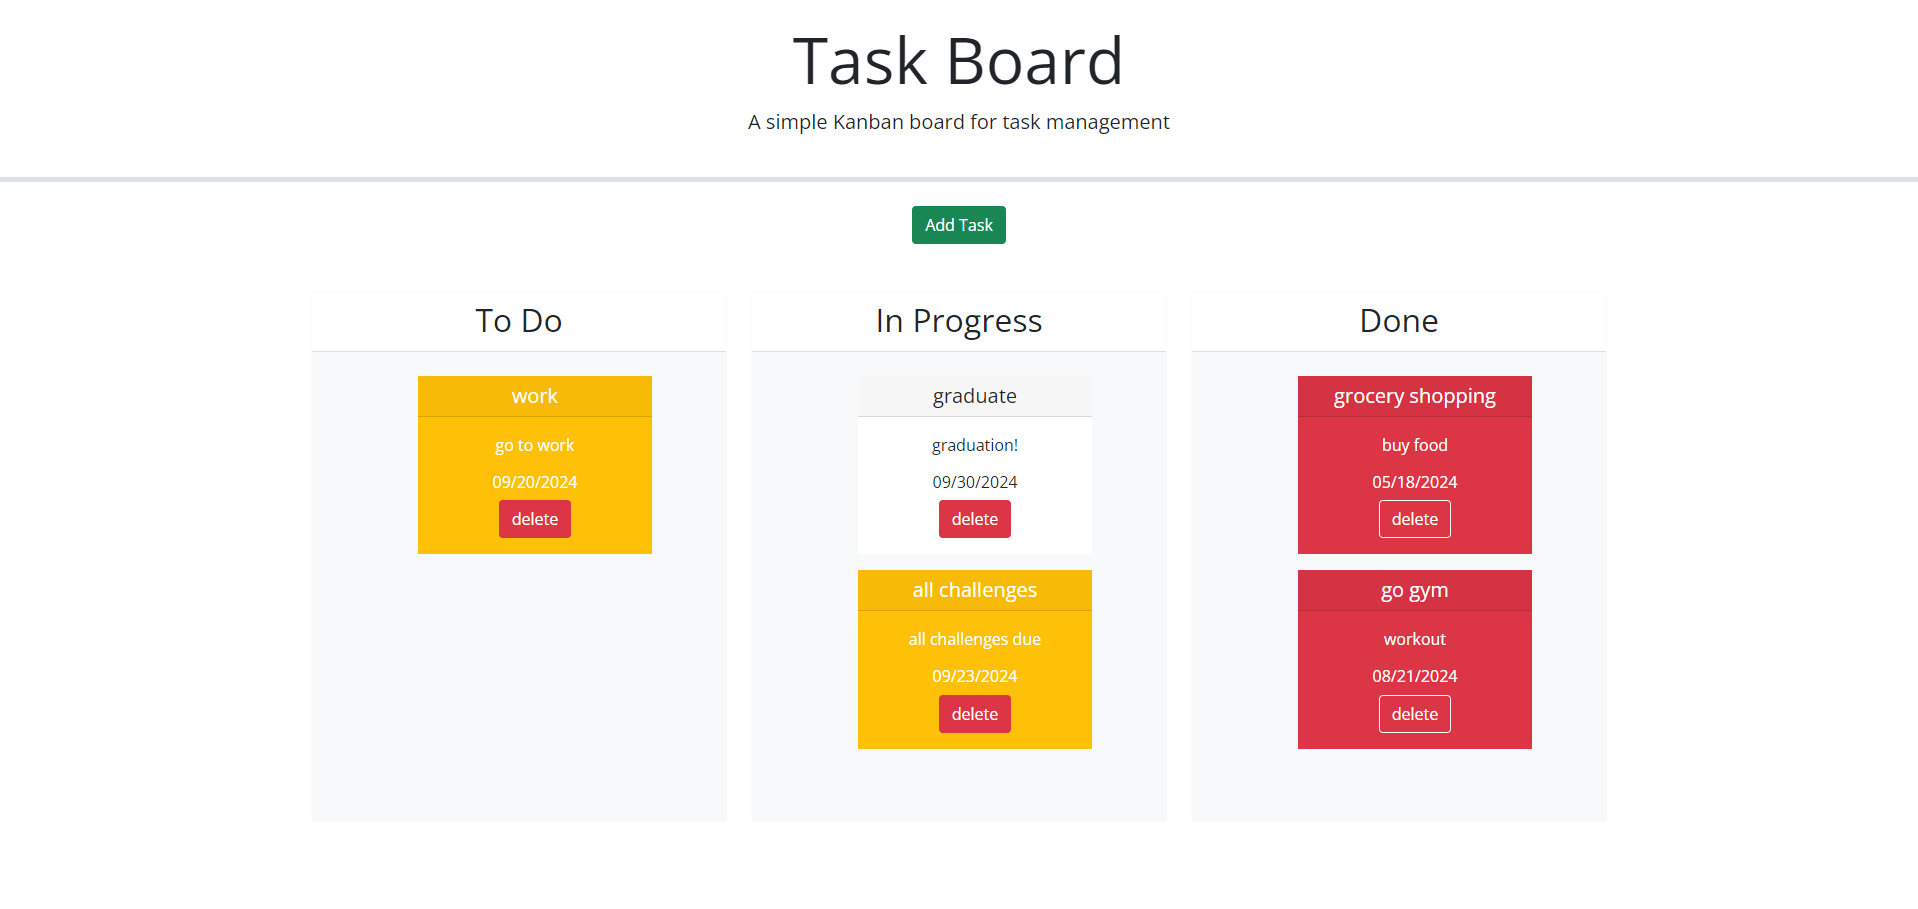 Task Board
A simple Kanban board for task management
Add Task
To Do
work
go to work
09/20/2024
delete
In Progress
graduate
graduation!
09/30/2024
delete
all challenges
all challenges due
09/23/2024
delete
Done
grocery shopping
buy food
05/18/2024
delete
go gym
workout
08/21/2024
delete